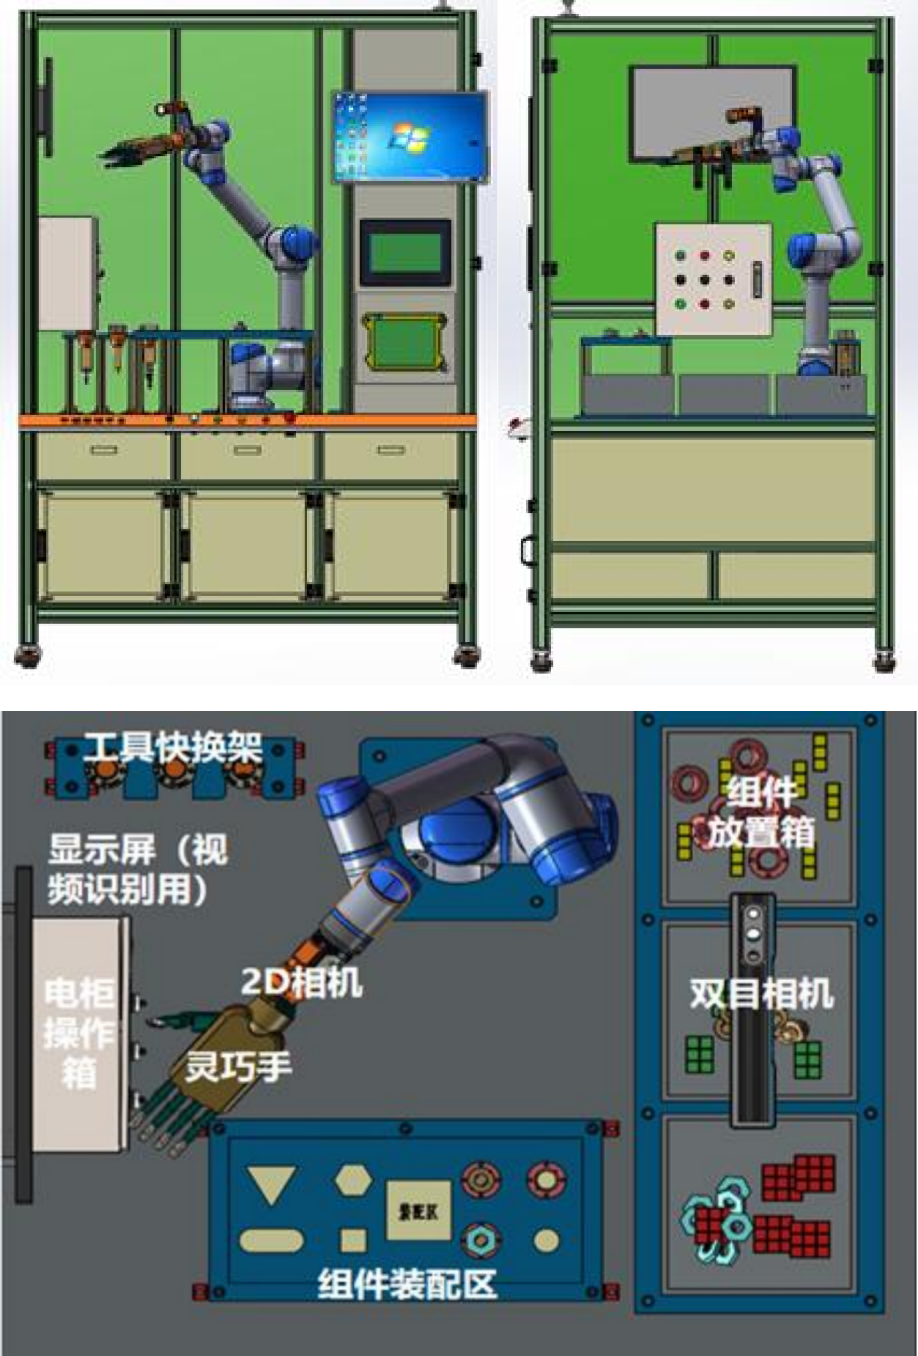 工具快换架
显示屏（视
频识别用）
2D相机
电柜
操作
箱
灵巧手
组件
放置箱
双目相机
装配区
组件装配区